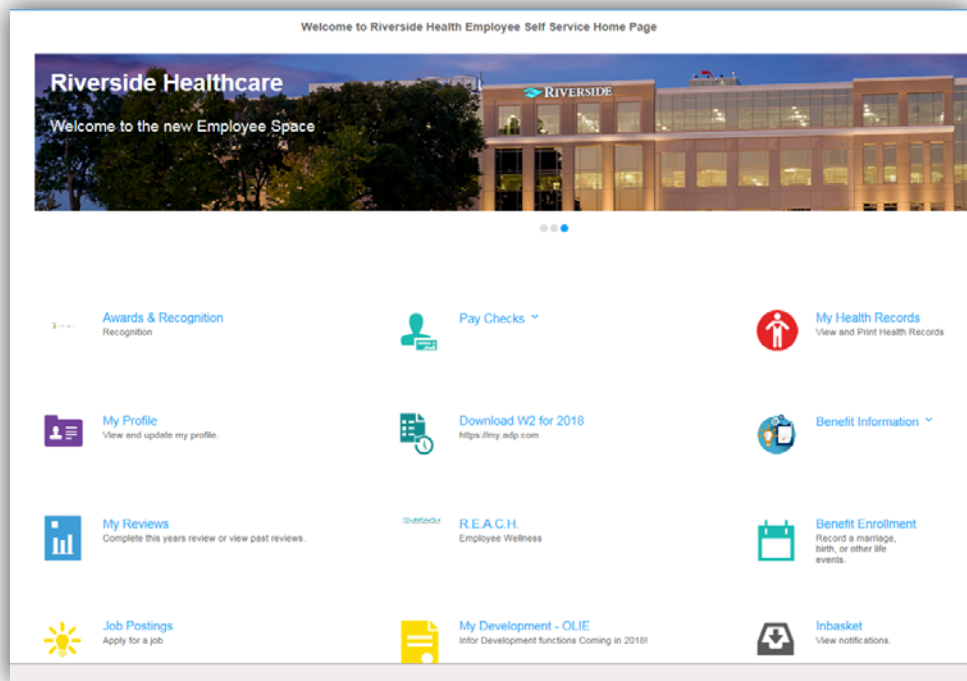 Welcome to Riverside Health Employee Self Service Home Page
Riverside Healthcare
RIVERSIDE
Welcome to the new Employee Space
Awards & Recognition
Recognition
Pay Checks
My Health Records
View and Print Health Records
My Profile
View and update my profile.
Download W2 for 2018
https://my.adp.com
Benefit Information
My Reviews
Complete this years review or view past reviews.
R.E.A.C.H.
Employee Wellness
Benefit Enrollment
Record a marriage,
birth, or other life
events.
Job Postings
Apply for a job
My Development - OLIE
Infor Development functions Coming in 2018!
Inbasket
View notifications.